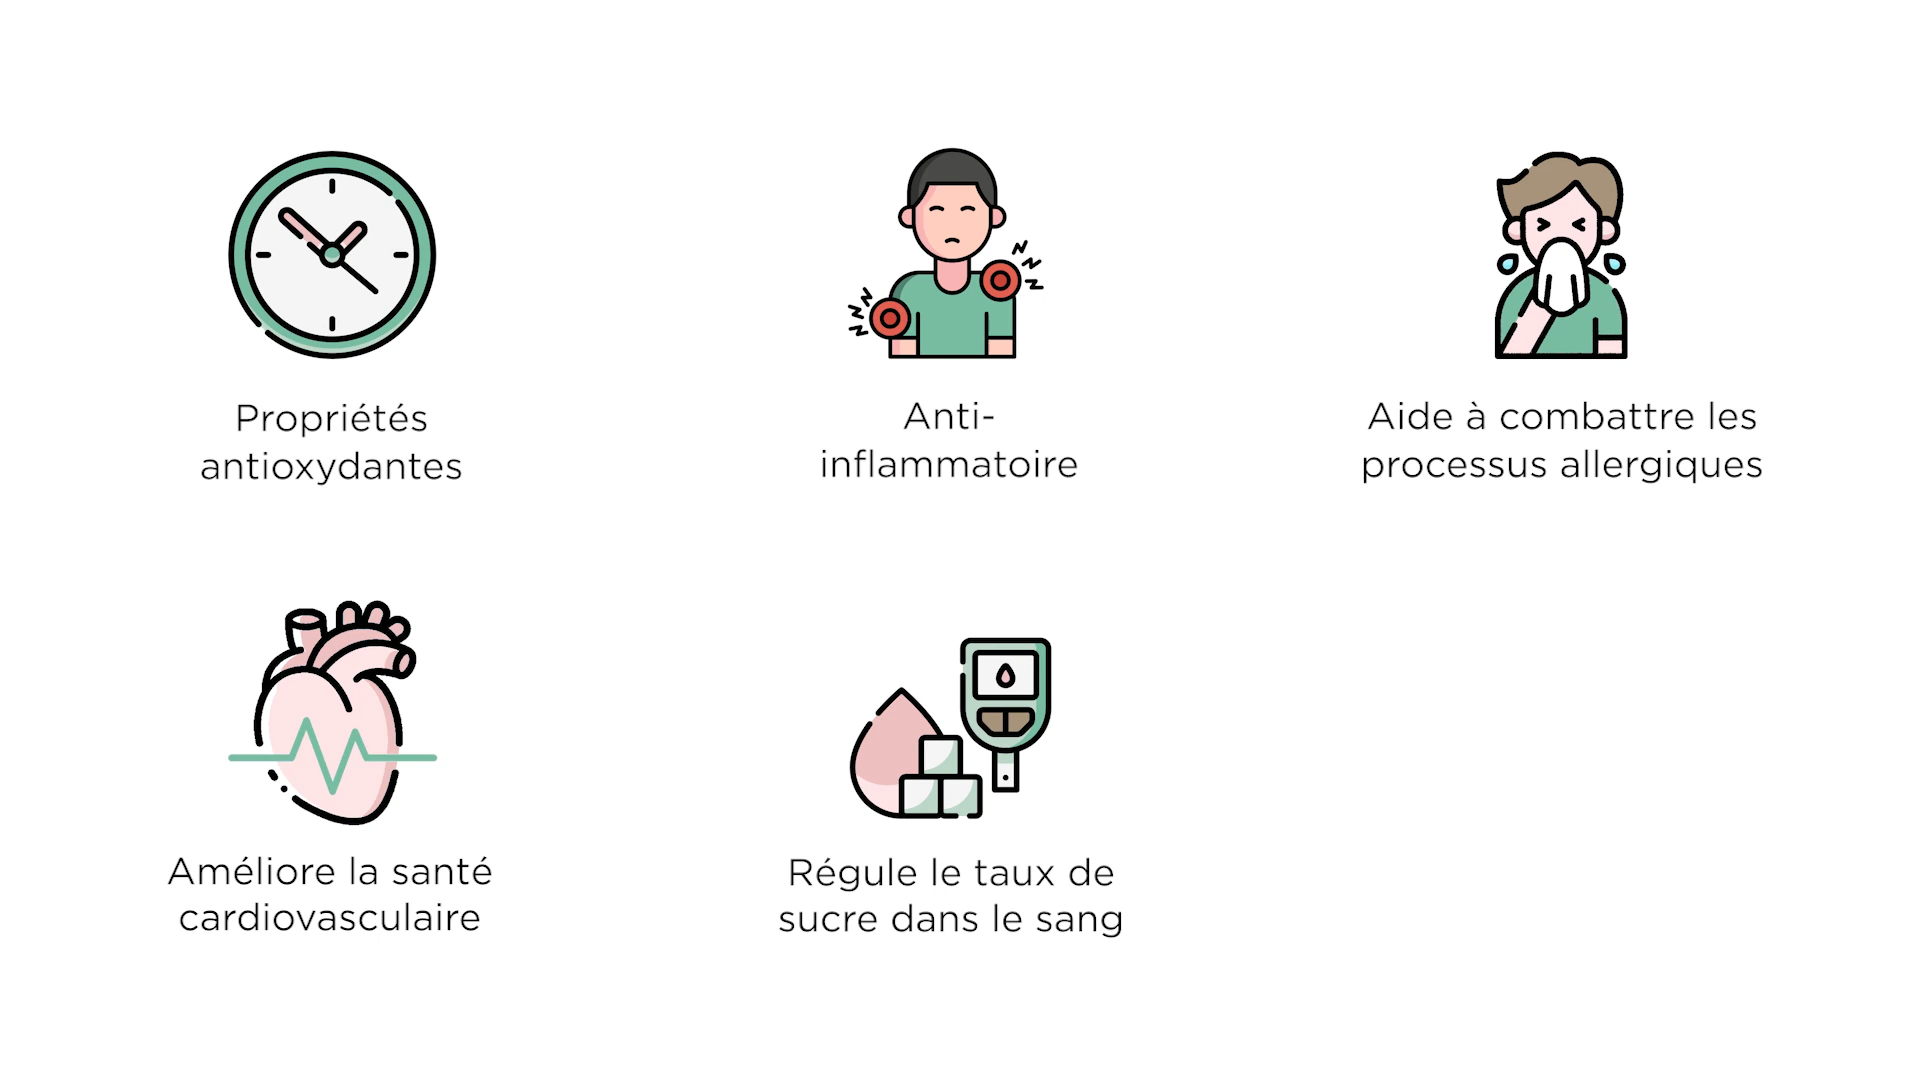 Propriétés
antioxydantes
Anti-
inflammatoire
Aide à combattre les
processus allergiques
Améliore la santé
cardiovasculaire
Régule le taux de
sucre dans le sang